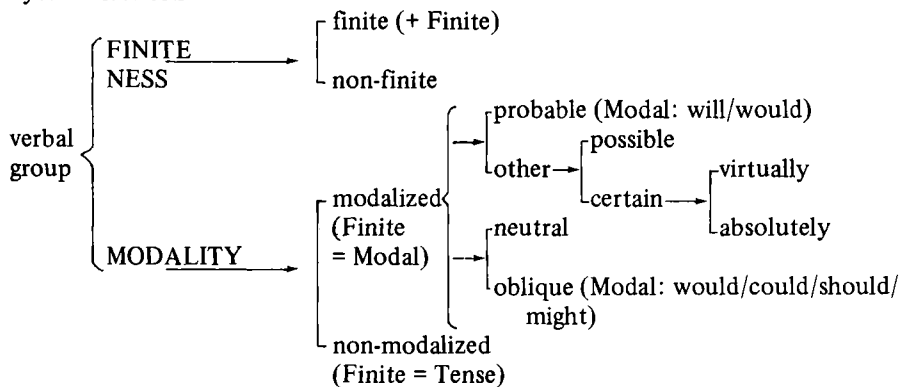 finite (+ Finite)
FINITE
NESS
non-finite
probable (Modal: will/would)
possible
verbal
group
other
virtually
certain
modalized
(Finite
= Modal)
absolutely
neutral
MODALITY
oblique (Modal: would/could/should/
might)
non-modalized
(Finite = Tense)